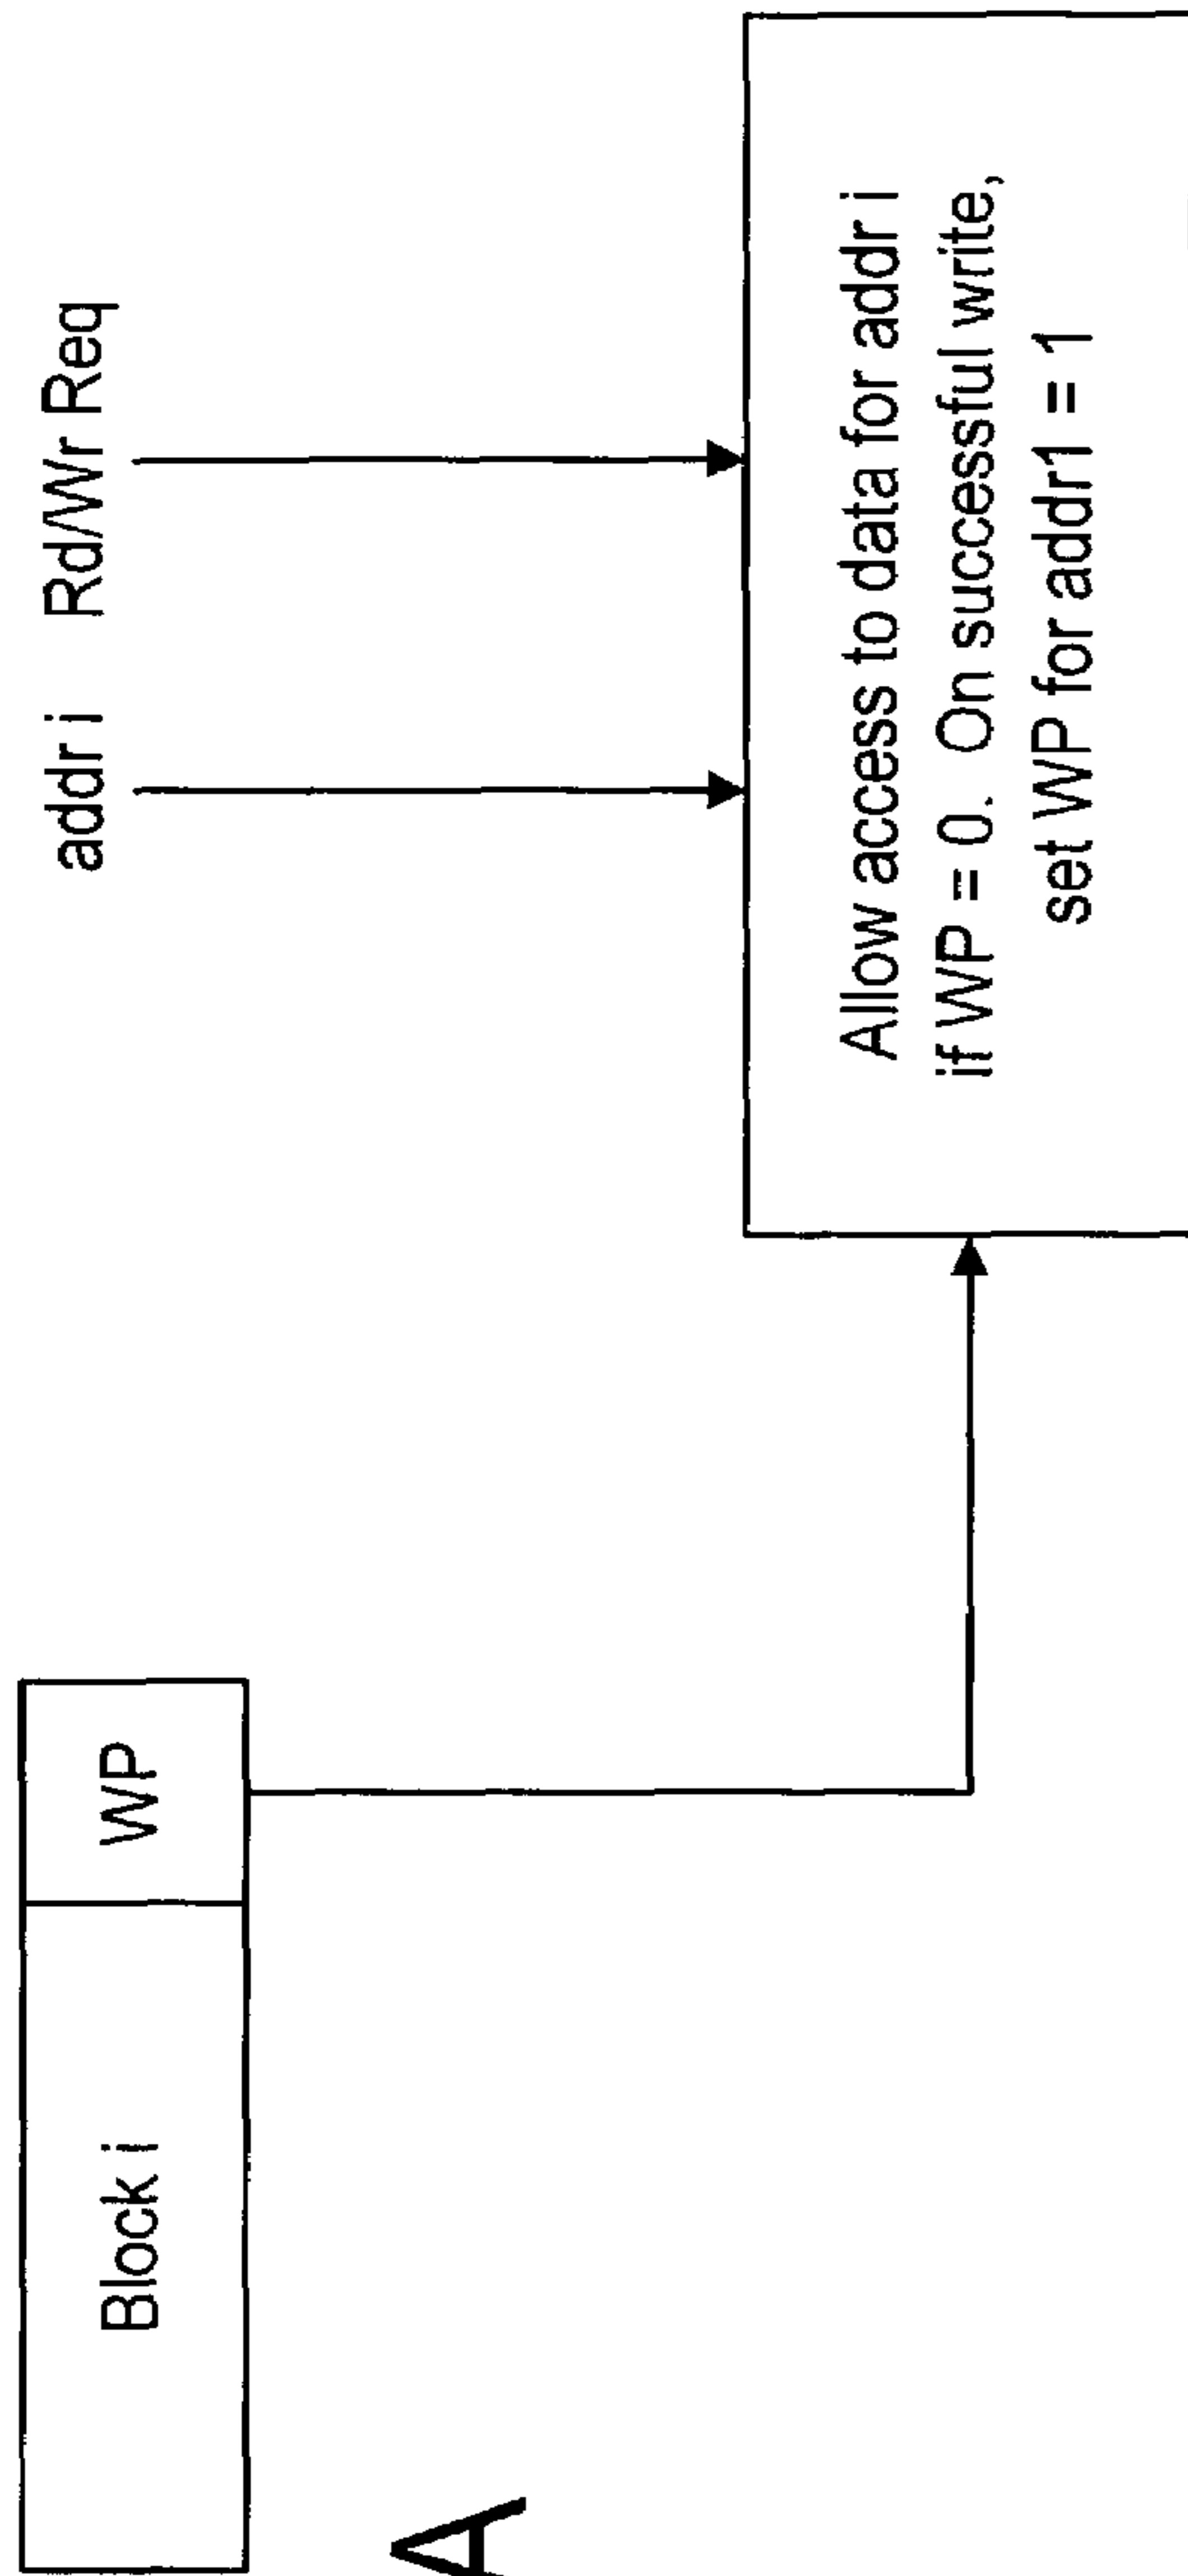 addr i Rd/Wr Req
Block i WP
Allow access to data for addr i
if WP = 0. On successful write,
set WP for addr1 = 1
A